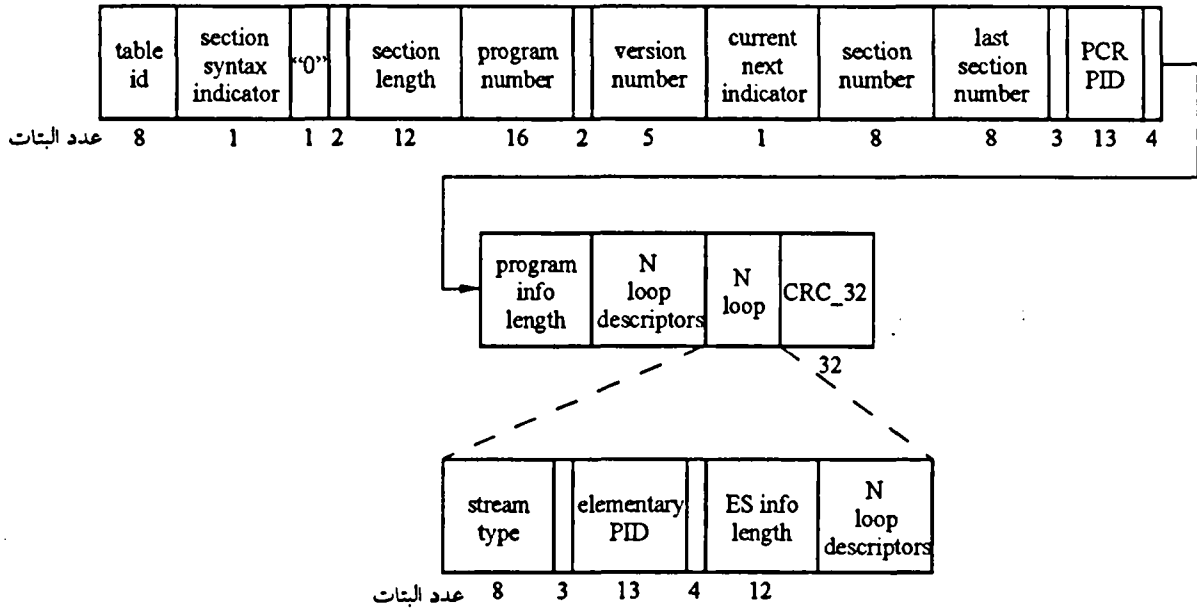 table id
section syntax indicator
“0”
section length
program number
version number
current next indicator
section number
last section number
PCR PID
عدد البتات 8 1 1 2 12 16 2 5 1 8 8 3 13 4
program info length
N loop descriptors
N loop
CRC_32
32
stream type
elementary PID
ES info length
N loop descriptors
عدد البتات 8 3 13 4 12